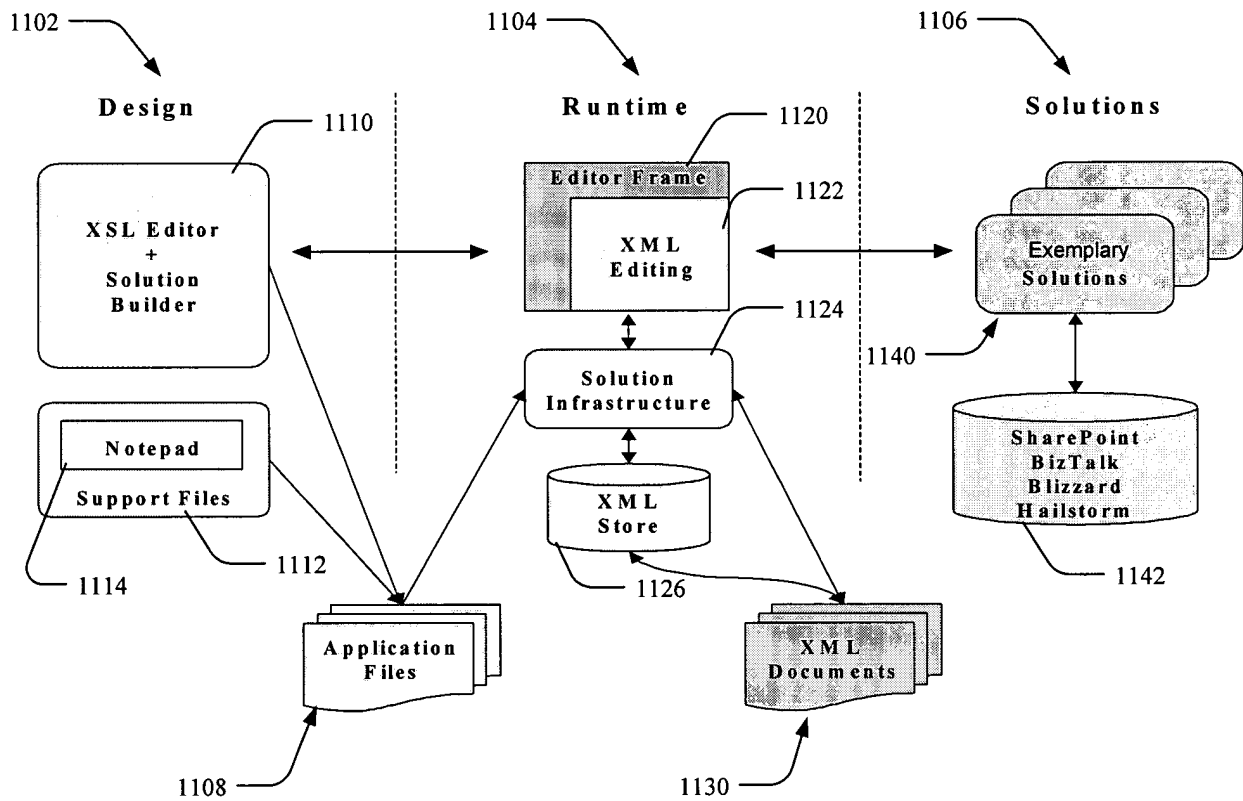 1102
1104
1106
Design
Runtime
Solutions
1110
XSL Editor
+
Solution
Builder
Notepad
Support Files
1114
1112
1120
Editor Frame
1122
XML
Editing
1124
Solution
Infrastructure
XML
Store
1126
Application
Files
1108
XML
Documents
1130
Exemplary
Solutions
1140
SharePoint
BizTalk
Blizzard
Hailstorm
1142